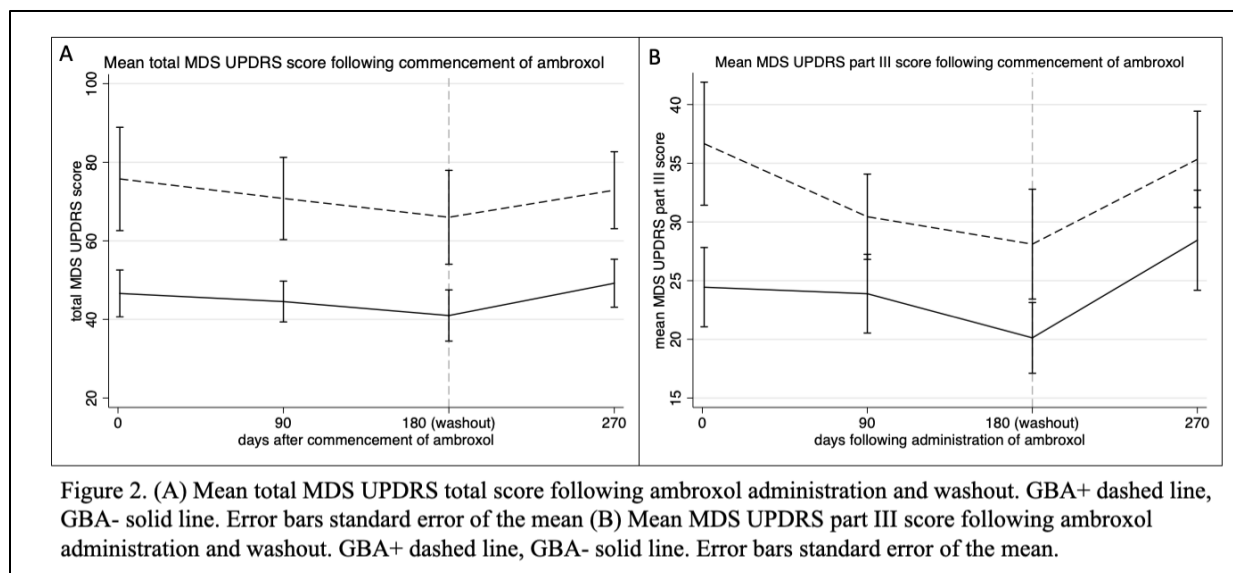 A
Mean total MDS UPDRS score following commencement of ambroxol
total MDS UPDRS score
100
80
60
40
20
0 90 180 (washout) 270
days after commencement of ambroxol
B
Mean MDS UPDRS part III score following commencement of ambroxol
mean MDS UPDRS part III score
40
35
30
25
20
15
0 90 180 (washout) 270
days following administration of ambroxol
Figure 2. (A) Mean total MDS UPDRS total score following ambroxol administration and washout. GBA+ dashed line,
GBA- solid line. Error bars standard error of the mean (B) Mean MDS UPDRS part III score following ambroxol
administration and washout. GBA+ dashed line, GBA- solid line. Error bars standard error of the mean.